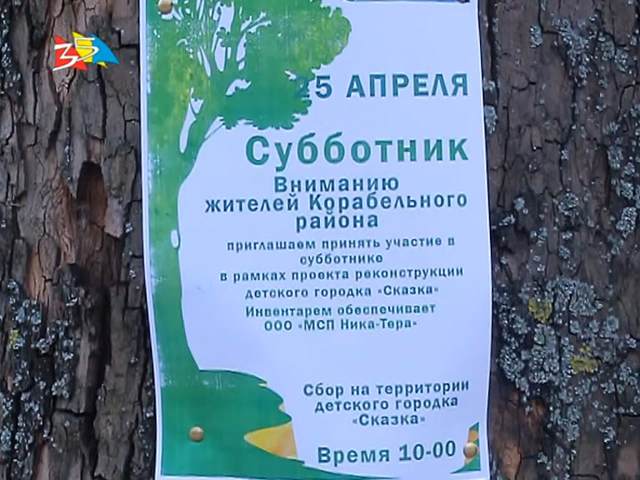 35
25 АПРЕЛЯ
Субботник
Вниманию
жителей Корабельного
района
приглашаем принять участие в
субботнике
в рамках проекта реконструкции
детского городка «Сказка»
Инвентарем обеспечивает
ООО «МСП Ника-Тера»
Сбор на территории
детского городка
«Сказка»
Время 10-00